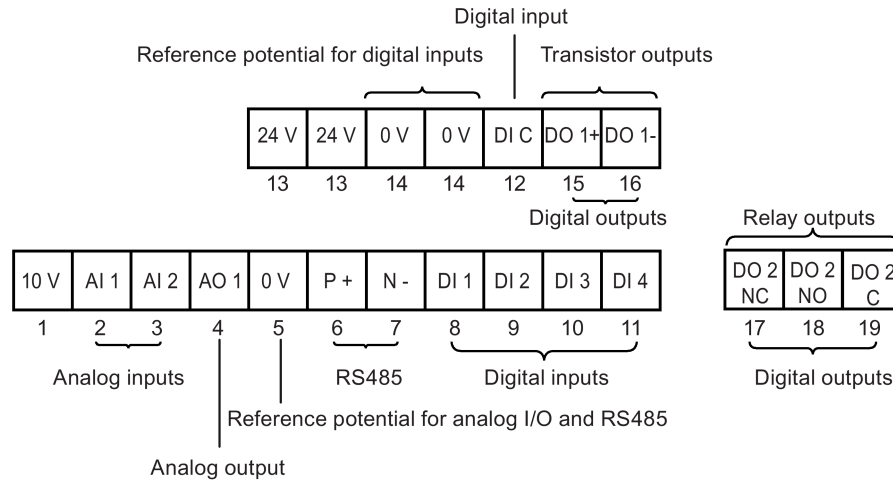 Digital input
Reference potential for digital inputs Transistor outputs
24 V 24 V 0 V 0 V DI C DO 1+ DO 1-
13 13 14 14 12 15 16
Digital outputs
Relay outputs
10 V AI 1 AI 2 AO 1 0 V P + N - DI 1 DI 2 DI 3 DI 4
DO 2 NC DO 2 NO DO 2 C
1 2 3 4 5 6 7 8 9 10 11 17 18 19
Analog inputs RS485 Digital inputs Digital outputs
Reference potential for analog I/O and RS485
Analog output